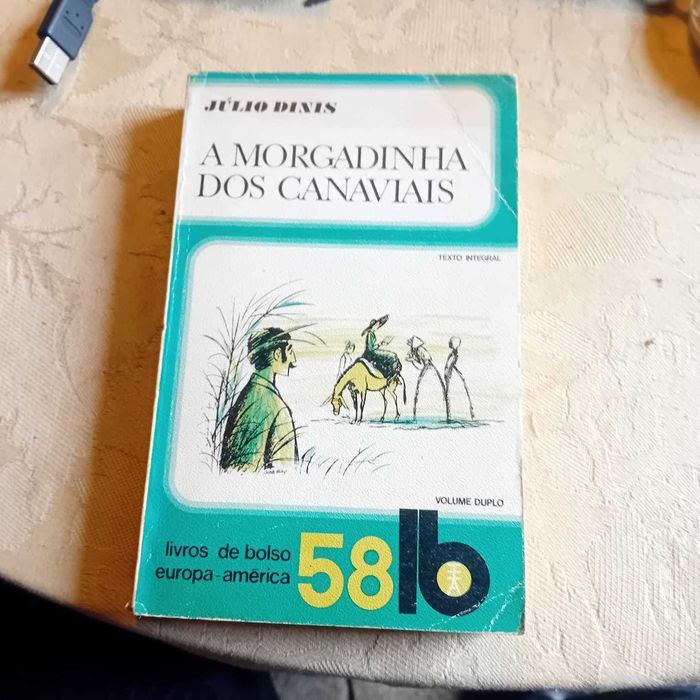 JÚLIO DINIS
A MORGADINHA
DOS CANAVIAIS
TEXTO INTEGRAL
VOLUME DUPLO
livros de bolso
europa-américa
58
lb